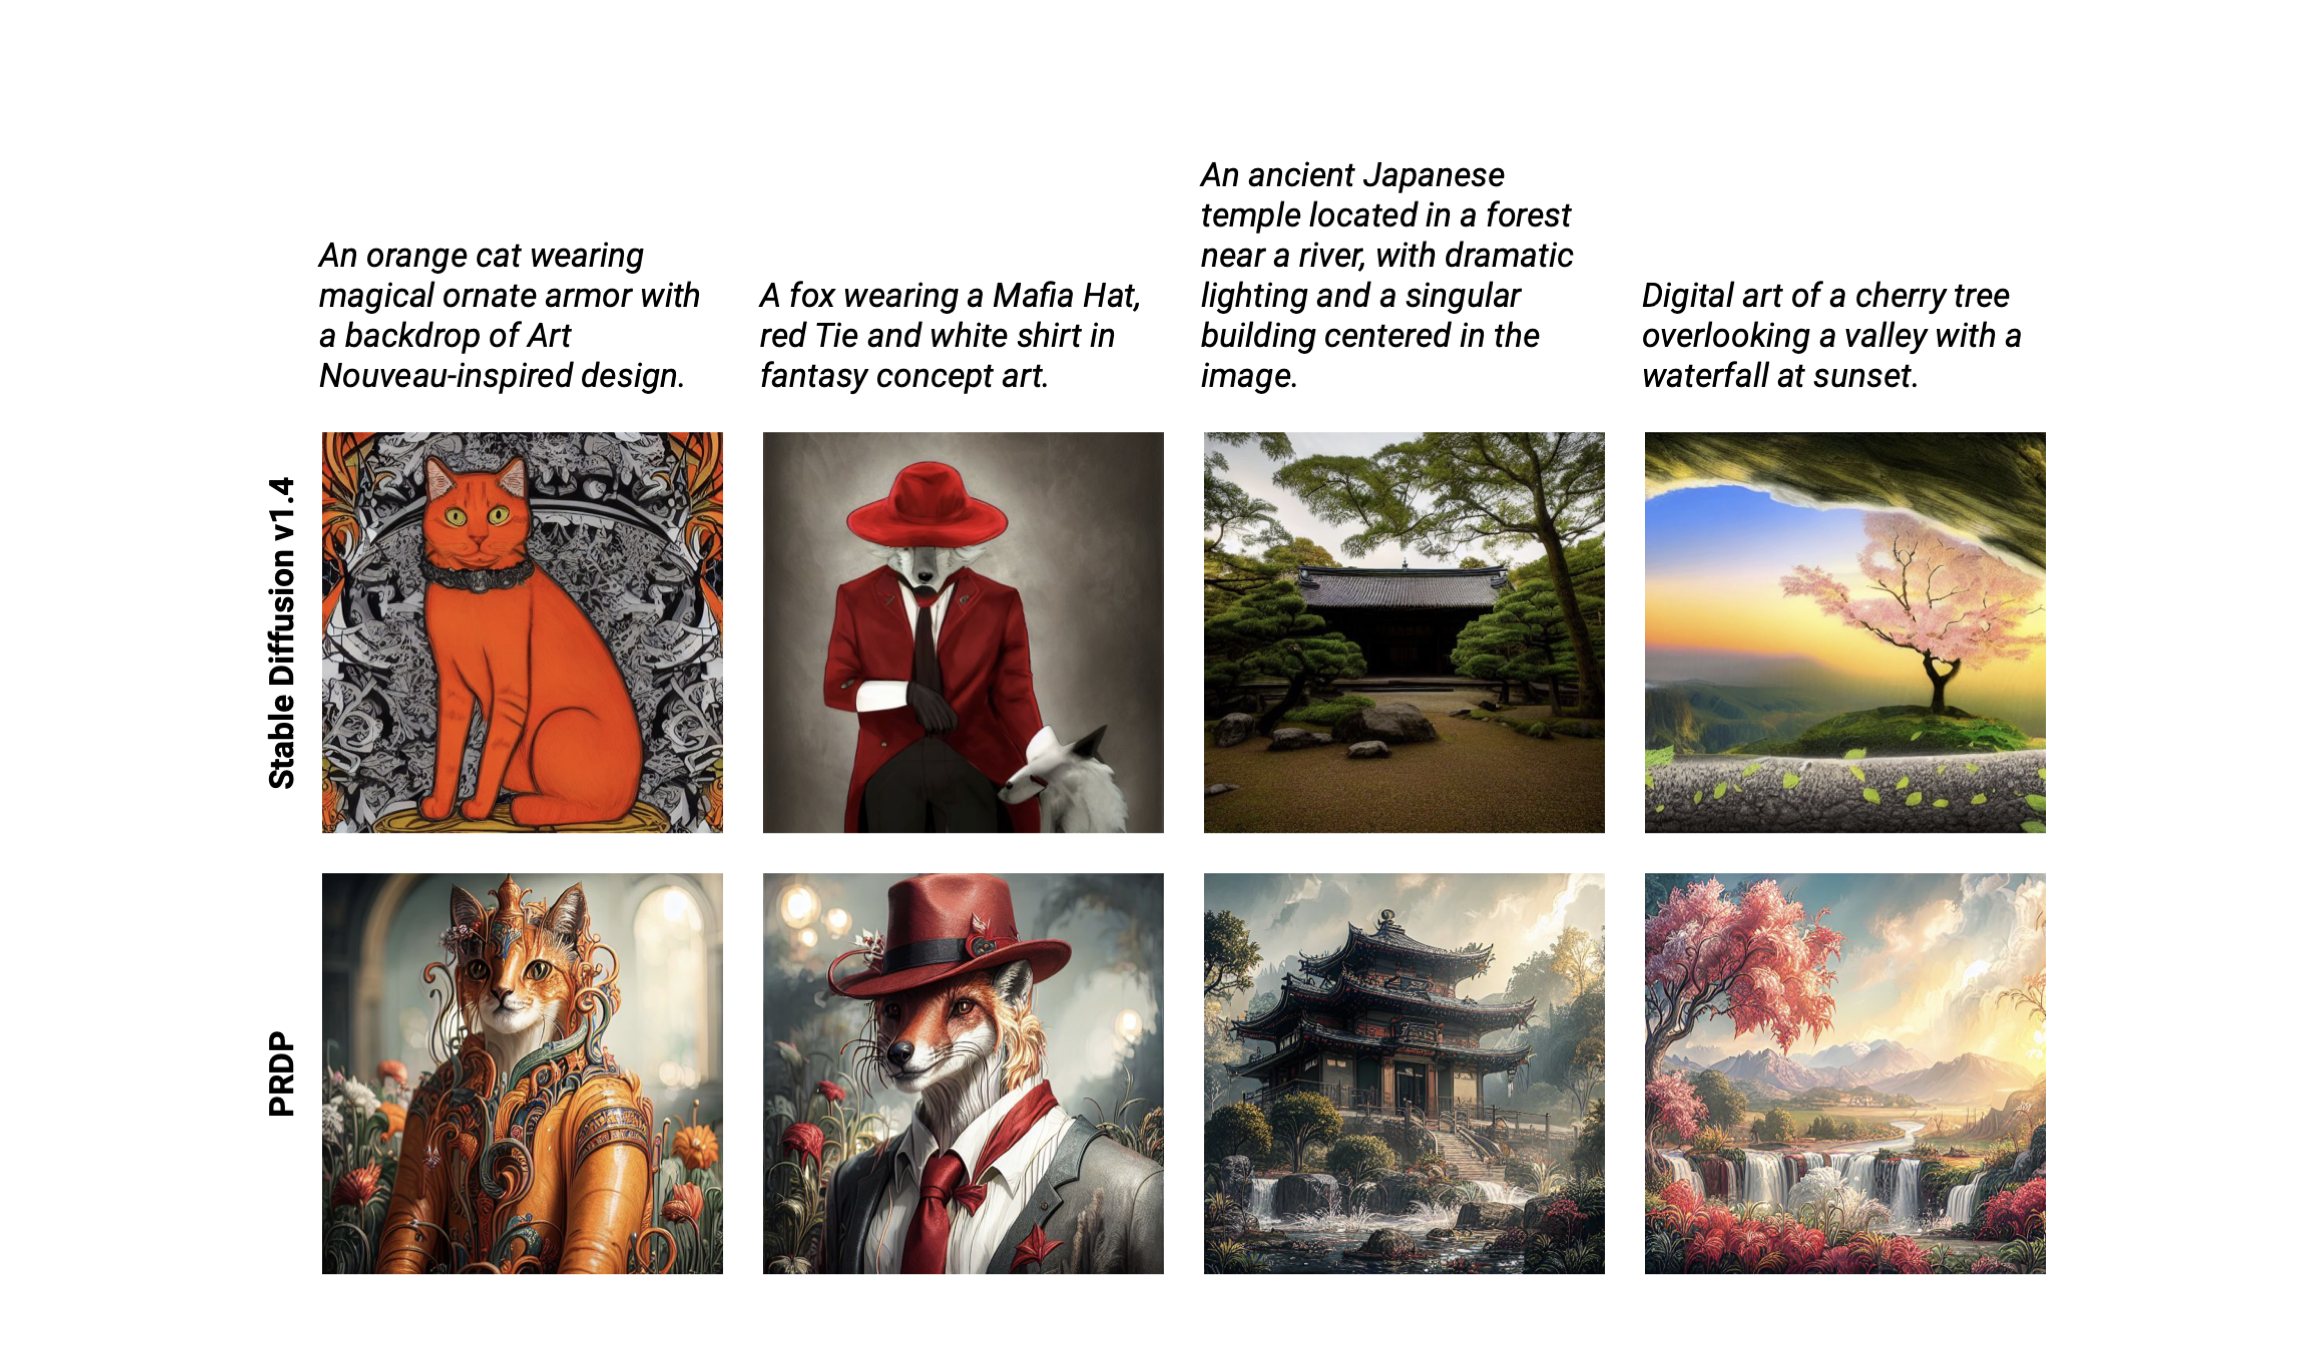 An orange cat wearing
magical ornate armor with
a backdrop of Art
Nouveau-inspired design.
A fox wearing a Mafia Hat,
red Tie and white shirt in
fantasy concept art.
An ancient Japanese
temple located in a forest
near a river, with dramatic
lighting and a singular
building centered in the
image.
Digital art of a cherry tree
overlooking a valley with a
waterfall at sunset.
Stable Diffusion v1.4
PRDP